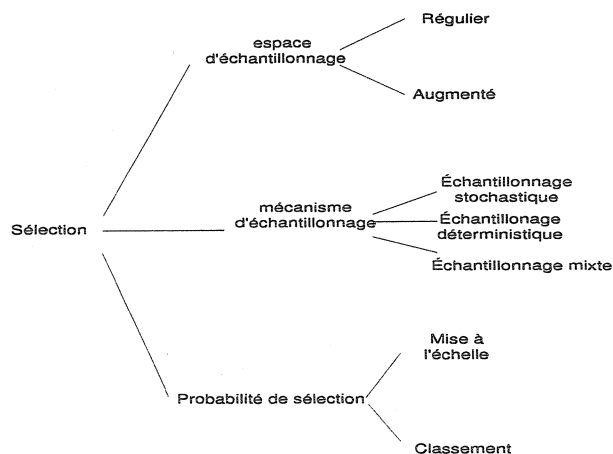 Régulier
espace
d'échantillonnage
Augmenté
Échantillonnage
stochastique
mécanisme
d'échantillonnage
Échantillonage
déterministique
Sélection
Échantillonnage mixte
Mise à
l'échelle
Probabilité de sélection
Classement